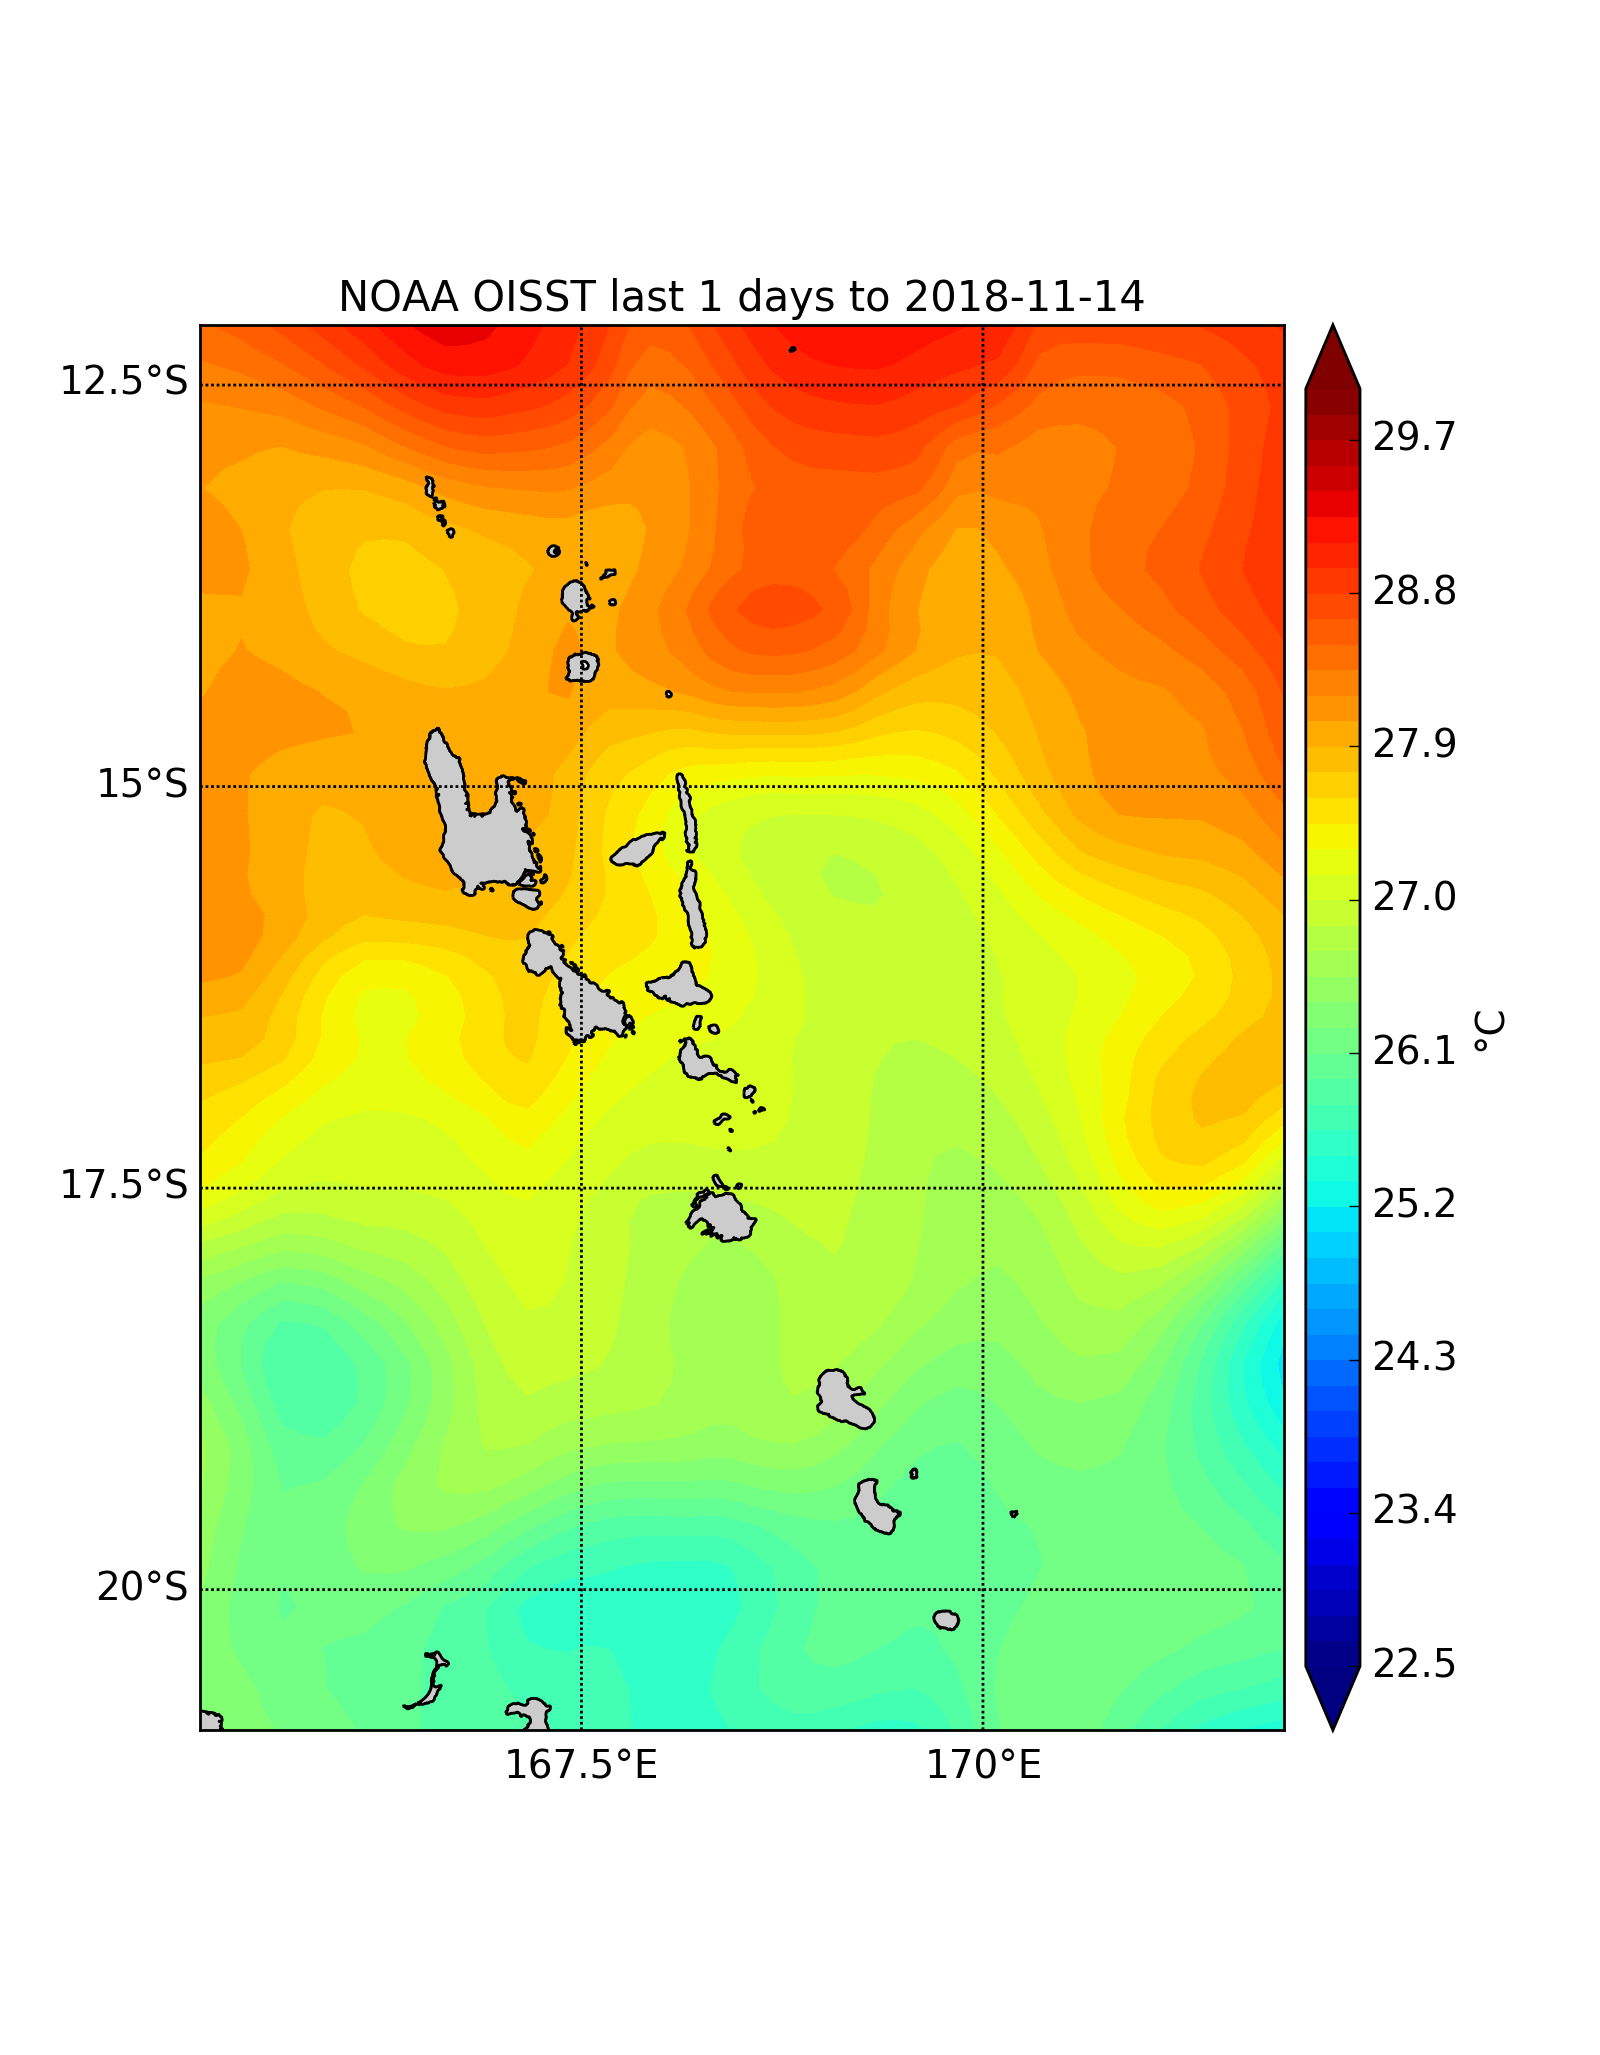 NOAA OISST last 1 days to 2018-11-14
12.5°S
15°S
17.5°S
20°S
167.5°E
170°E
29.7
28.8
27.9
27.0
26.1
25.2
24.3
23.4
22.5
°C